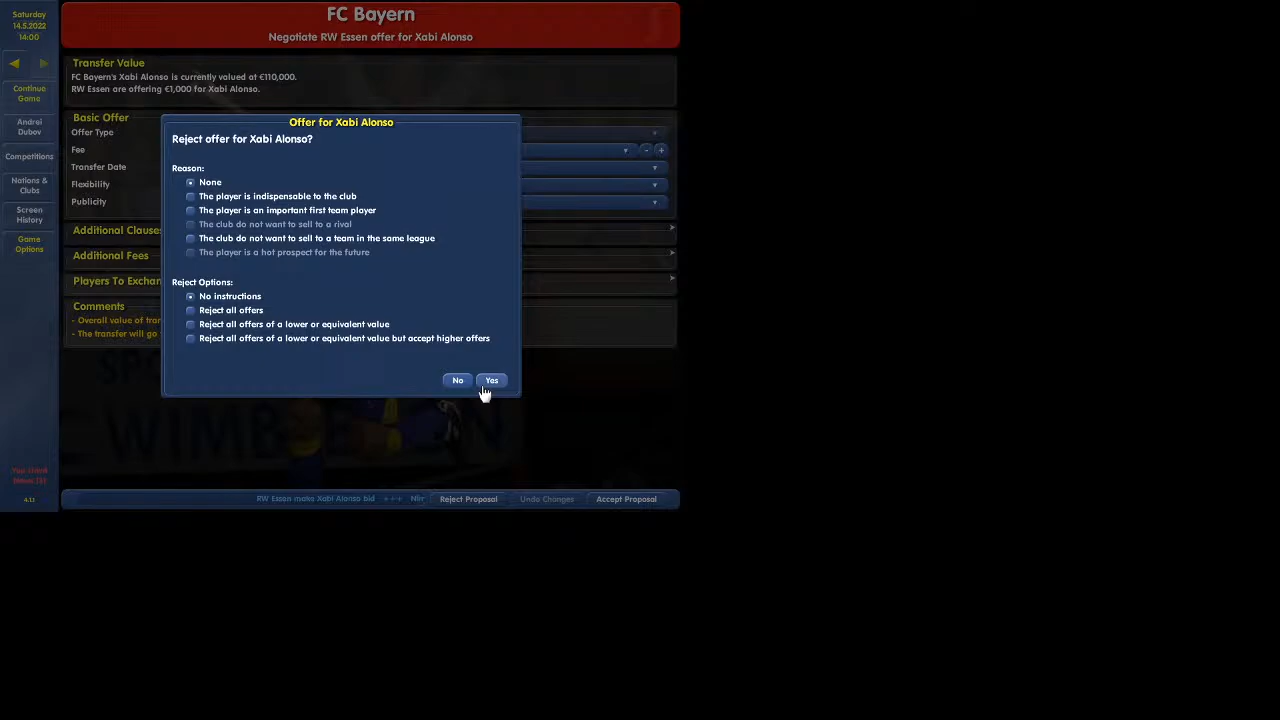 Saturday
14.5.2022
14:00
FC Bayern
Negotiate RW Essen offer for Xabi Alonso
Continue
Game
Andrei
Dubov
Competitions
Nations &
Clubs
Screen
History
Game
Options
Transfer Value
FC Bayern's Xabi Alonso is currently valued at €110,000.
RW Essen are offering €1,000 for Xabi Alonso.
Basic Offer
Offer Type
Fee
- +
Transfer Date
Flexibility
Publicity
Additional Clauses
Additional Fees
Players To Exchan
Comments
- Overall value of tran
- The transfer will go
Offer for Xabi Alonso
Reject offer for Xabi Alonso?
Reason:
None
The player is indispensable to the club
The player is an important first team player
The club do not want to sell to a rival
The club do not want to sell to a team in the same league
The player is a hot prospect for the future
Reject Options:
No instructions
Reject all offers
Reject all offers of a lower or equivalent value
Reject all offers of a lower or equivalent value but accept higher offers
No Yes
WIMB
4.1.1
RW Essen make Xabi Alonso bid +++
Reject Proposal Undo Changes Accept Proposal